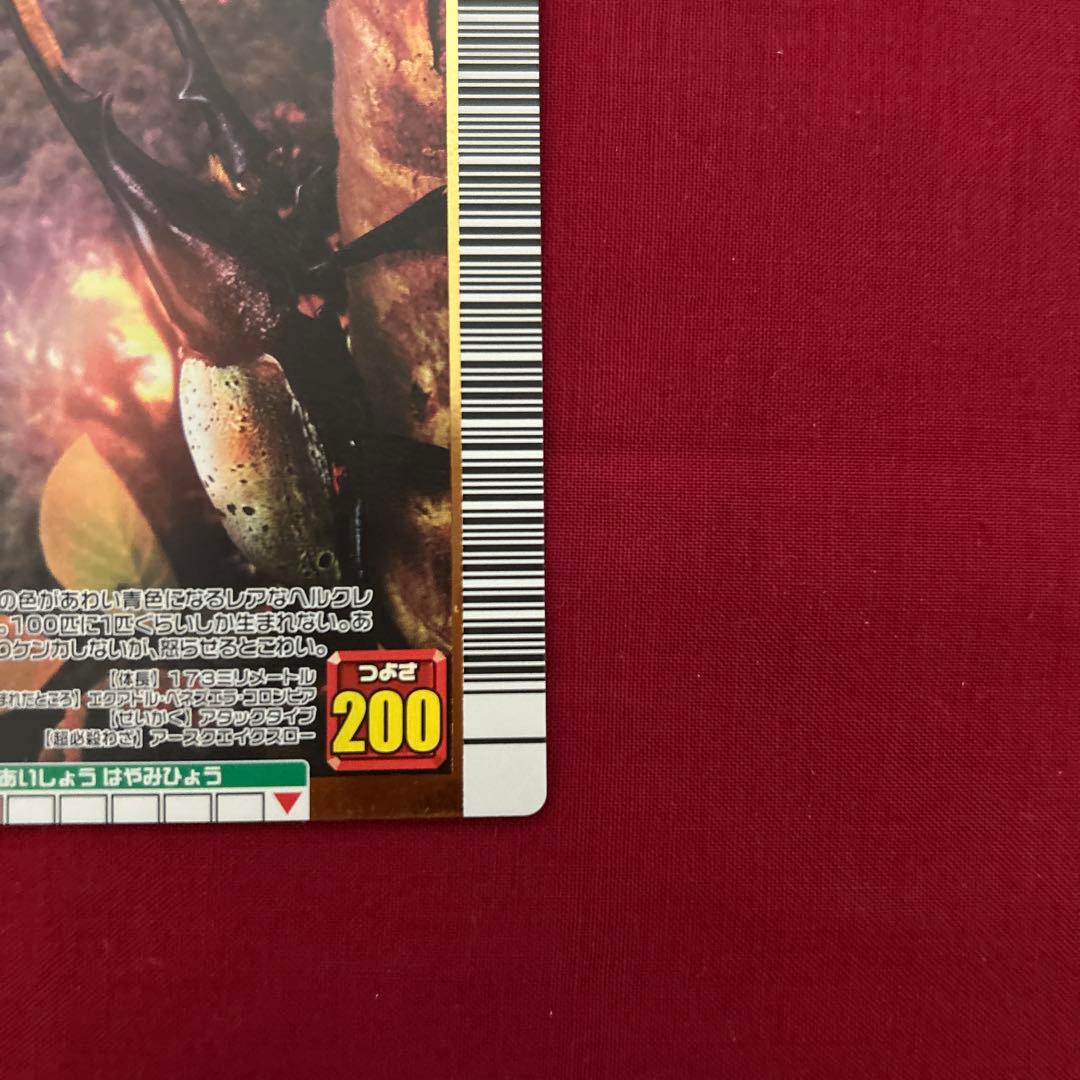 の色があわい青色になるレアなヘルクレ
。100匹に1匹ぐらいしか生まれない。あ
りケンカしないが、怒らせるとこわい。
【体長】173ミリメートル
まれたところ】エクアドル・ベネズエラ・コロンビア
【せいかく】アタックタイプ
【超必殺わざ】アースクエイクスロー
つよさ
200
あいしょう はやみひょう